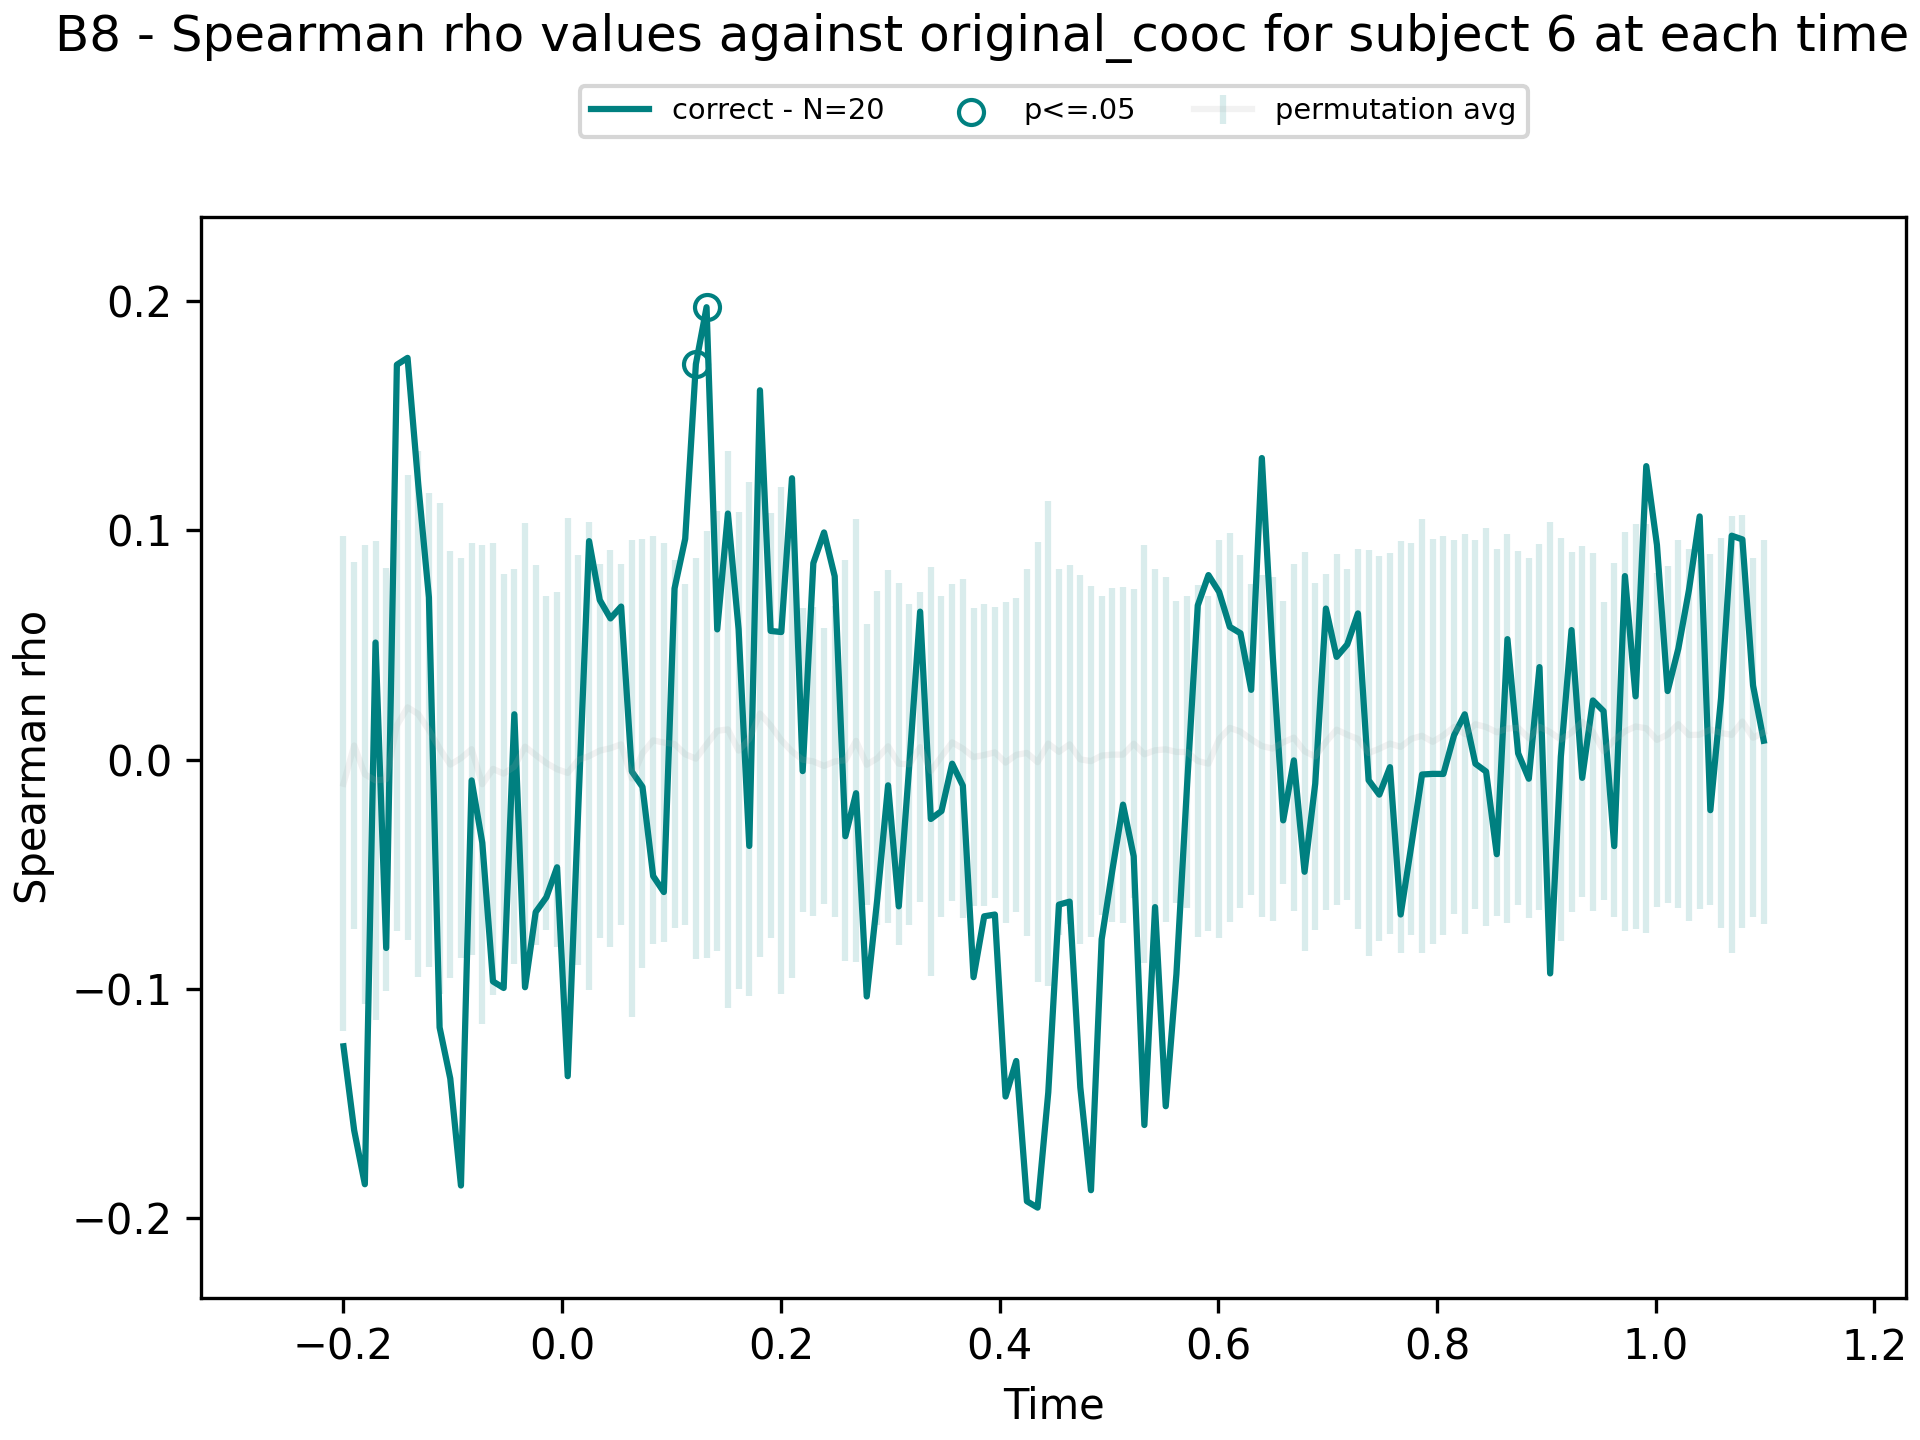 B8 - Spearman rho values against original_cooc for subject 6 at each time
correct - N=20 p<=.05 permutation avg
0.2
0.1
0.0
−0.1
−0.2
Spearman rho
−0.2 0.0 0.2 0.4 0.6 0.8 1.0 1.2
Time